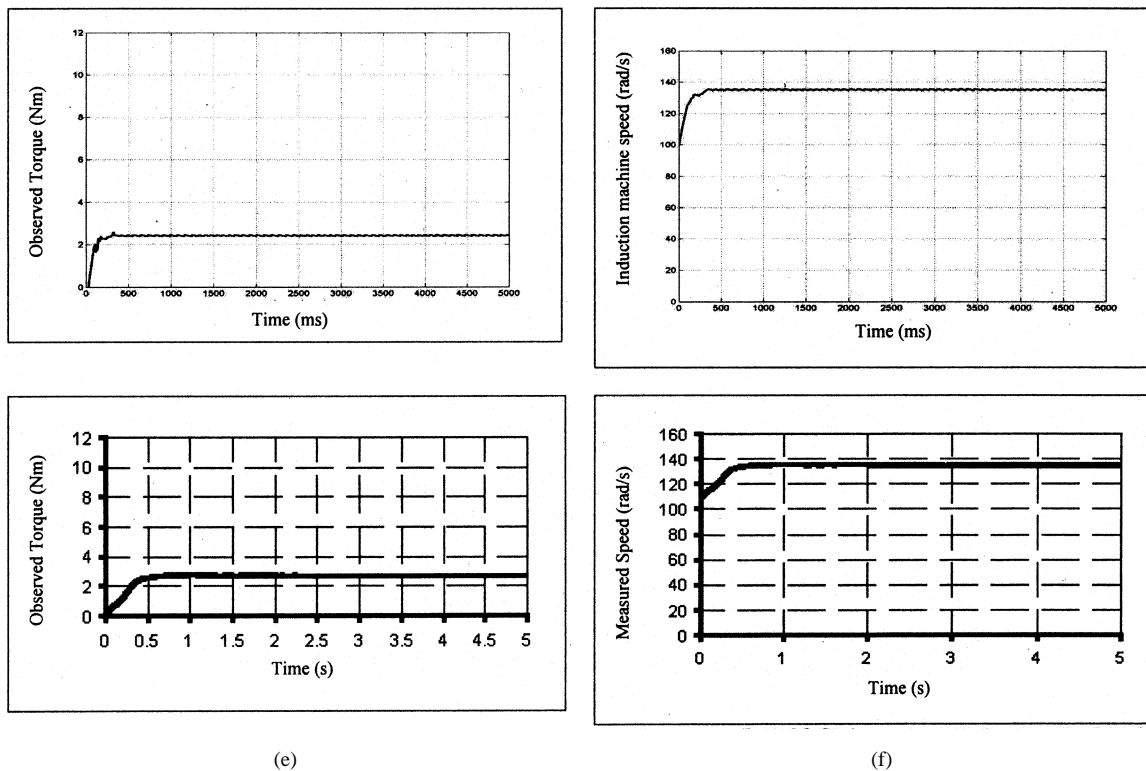 Observed Torque (Nm)
12
10
8
6
4
2
0
0 500 1000 1500 2000 2500 3000 3500 4000 4500 5000
Time (ms)
Induction machine speed (rad/s)
160
140
120
100
80
60
40
20
0
0 500 1000 1500 2000 2500 3000 3500 4000 4500 5000
Time (ms)
Observed Torque (Nm)
12
10
8
6
4
2
0
0 0.5 1 1.5 2 2.5 3 3.5 4 4.5 5
Time (s)
Measured Speed (rad/s)
160
140
120
100
80
60
40
20
0
0 1 2 3 4 5
Time (s)
(e)
(f)